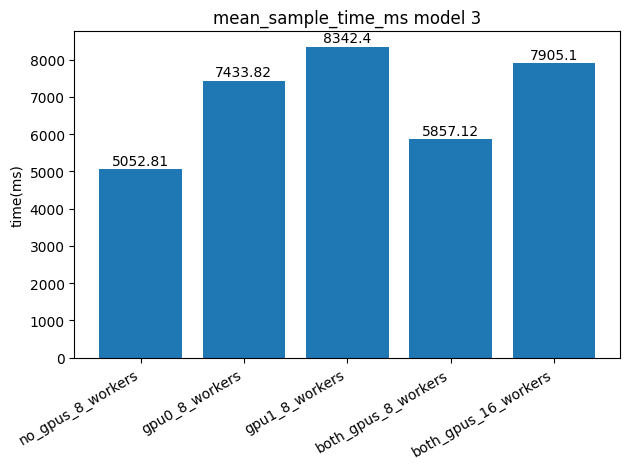 mean_sample_time_ms model 3
time(ms)
8000
7000
6000
5000
4000
3000
2000
1000
0
5052.81
7433.82
8342.4
5857.12
7905.1
no_gpus_8_workers
gpu0_8_workers
gpu1_8_workers
both_gpus_8_workers
both_gpus_16_workers